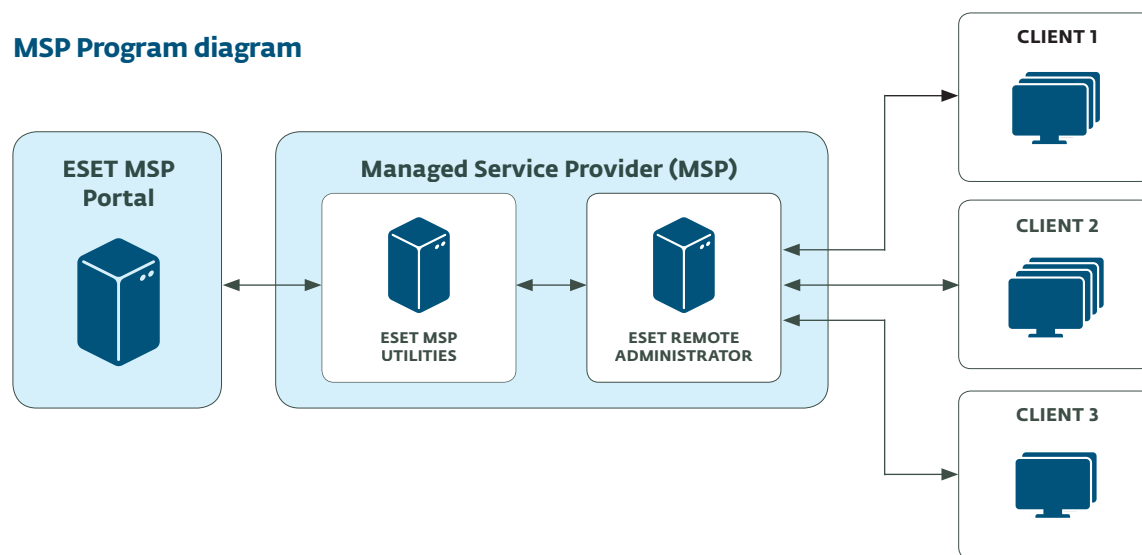 MSP Program diagram
ESET MSP
Portal
Managed Service Provider (MSP)
ESET MSP
UTILITIES
ESET REMOTE
ADMINISTRATOR
CLIENT 1
CLIENT 2
CLIENT 3